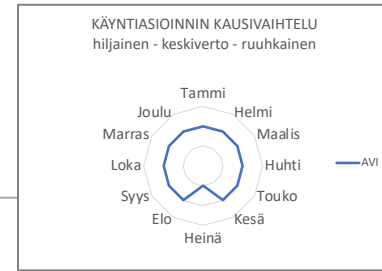 KÄYNTIASIOINNIN KAUSIVAIHTELU
hiljainen - keskiverto - ruuhkainen
Tammi
Helmi
Maalis
Huhti
Touko
Kesä
Heinä
Elo
Syys
Loka
Marras
Joulu
AVI